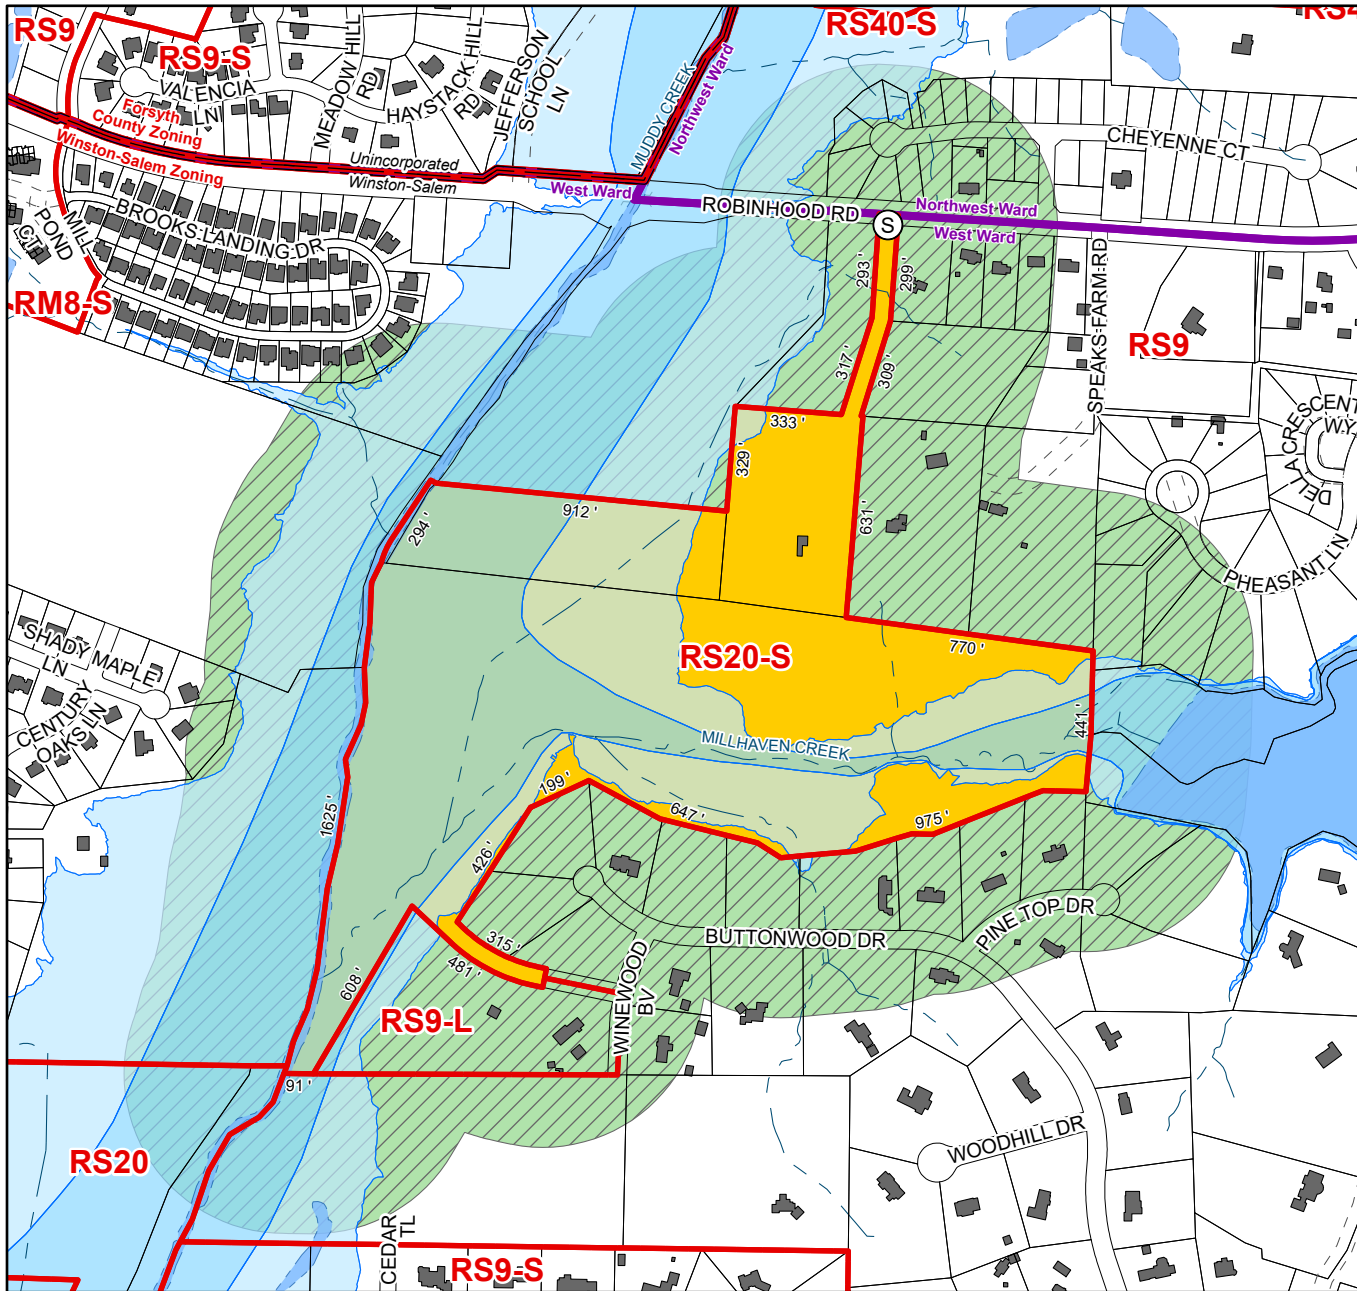 RS9
RS9-S
RS40-S
RS4
VALENCIA
LN
MEADOW HILL
RD
HAYSTACK HILL
RD
JEFFERSON
SCHOOL
LN
MUDDY CREEK
Northwest Ward
Forsyth
County Zoning
Winston-Salem Zoning
Unincorporated
Winston-Salem
West Ward
ROBINHOOD RD
Northwest Ward
West Ward
S
CHEYENNE CT
MILL
POND
CT
BROOKS LANDING DR
RM8-S
293 '
299 '
317 '
309 '
SPEAKS FARM RD
RS9
DELLA CRESCENT
WY
PHEASANT LN
333 '
329 '
912 '
294 '
631 '
770 '
RS20-S
441 '
SHADY MAPLE
LN
CENTURY
OAKS LN
MILLHAVEN CREEK
199 '
647 '
975 '
1625 '
426 '
315 '
481 '
608 '
RS9-L
WINEWOOD
BV
BUTTONWOOD DR
PINE TOP DR
91 '
RS20
WOODHILL DR
CEDAR
TL
RS9-S